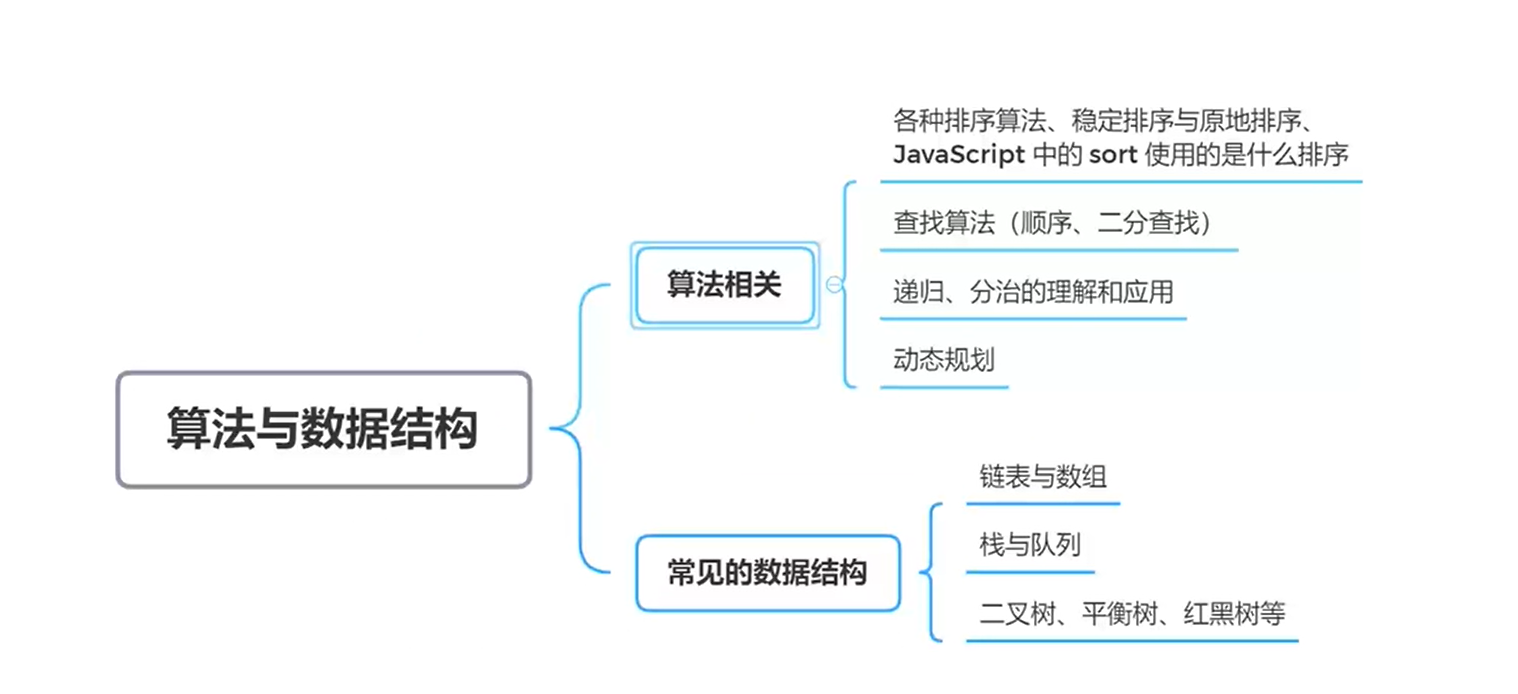 算法与数据结构
算法相关
各种排序算法、稳定排序与原地排序、
JavaScript 中的 sort 使用的是什么排序
查找算法（顺序、二分查找）
递归、分治的理解和应用
动态规划
常见的数据结构
链表与数组
栈与队列
二叉树、平衡树、红黑树等